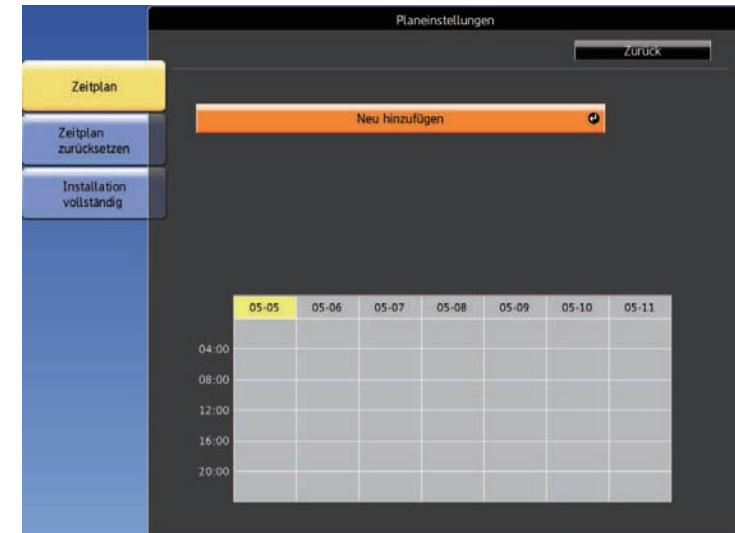 Planeinstellungen
Zurück
Zeitplan
Neu hinzufügen
Zeitplan
zurücksetzen
Installation
vollständig
05-05 05-06 05-07 05-08 05-09 05-10 05-11
04:00
08:00
12:00
16:00
20:00